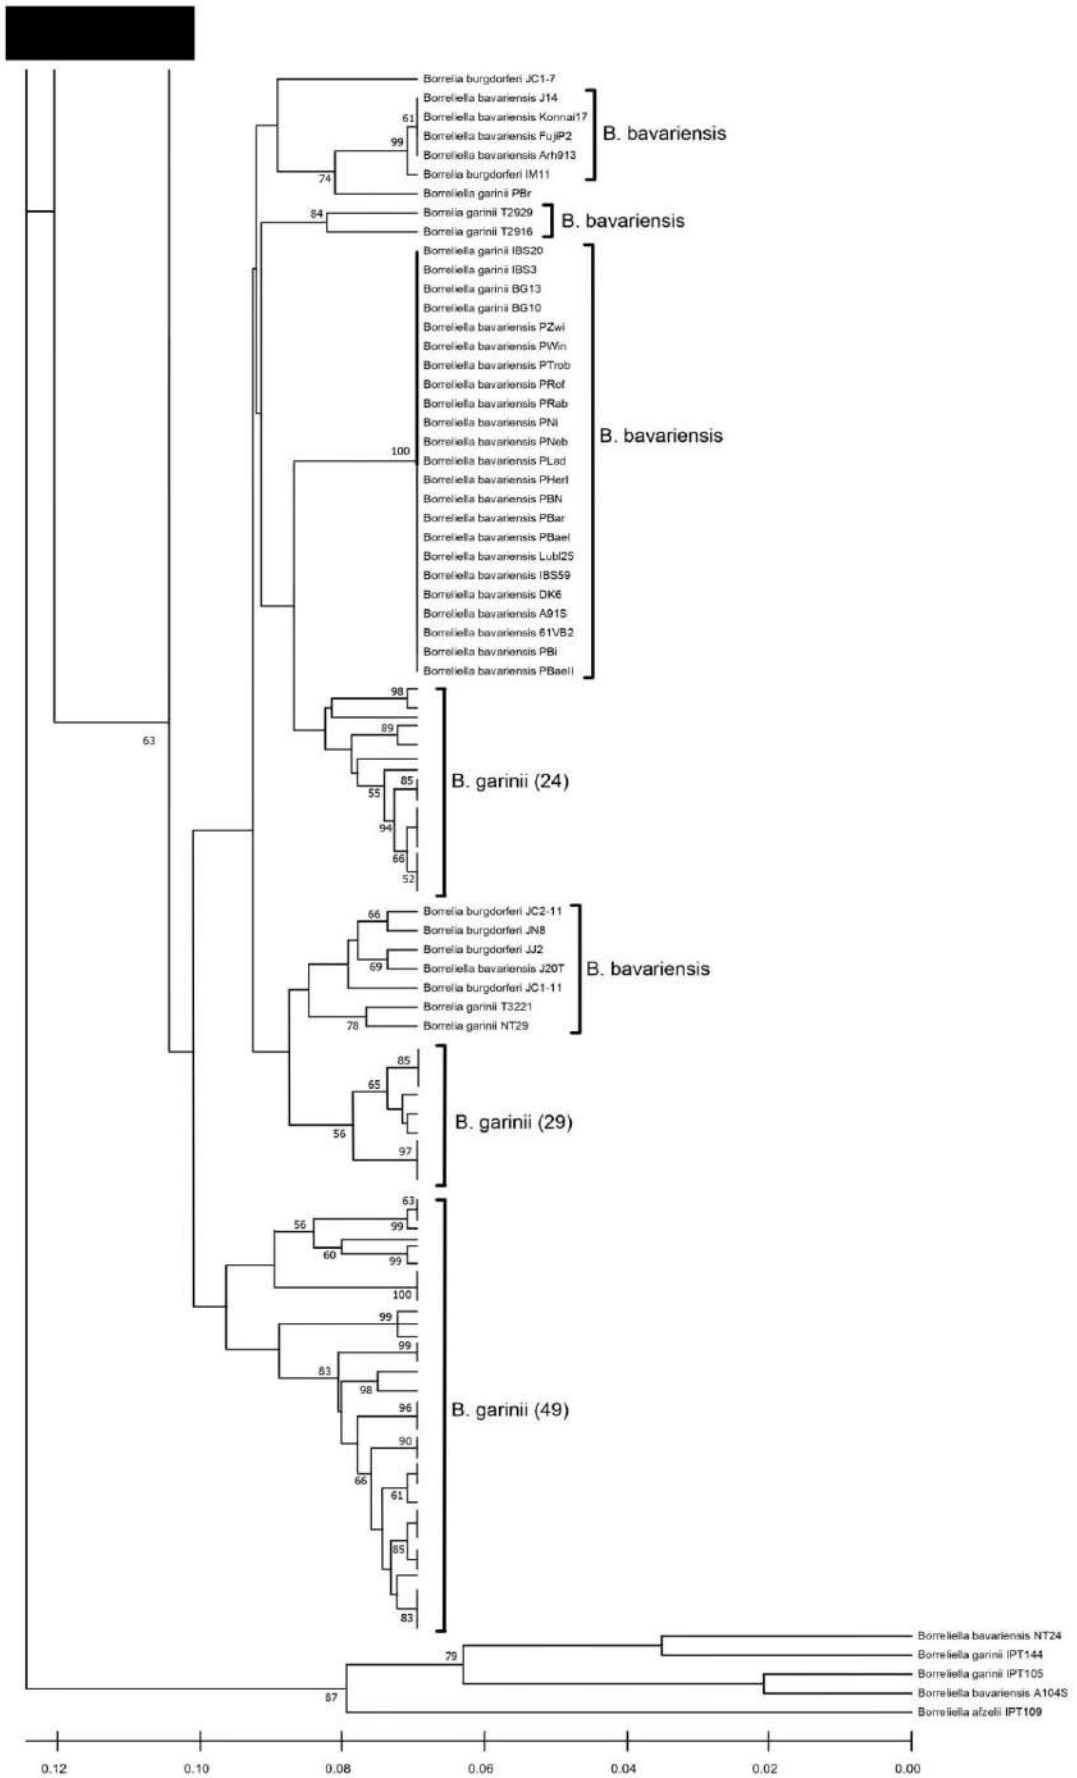 Borrelia burgdorferi JC1-7
Borreliella bavariensis J14
61
Borreliella bavariensis Konnai17
B. bavariensis
Borreliella bavariensis FujiP2
99
Borreliella bavariensis Arh913
74
Borrelia burgdorferi IM11
Borreliella garinii PBr
84
Borrelia garinii T2929
B. bavariensis
Borrelia garinii T2916
Borreliella garinii IBS20
Borreliella garinii IBS3
Borreliella garinii BG13
Borreliella garinii BG10
Borreliella bavariensis PZwi
Borreliella bavariensis PWin
Borreliella bavariensis PTrob
Borreliella bavariensis PRof
Borreliella bavariensis PRab
Borreliella bavariensis PNi
B. bavariensis
Borreliella bavariensis PNeb
100
Borreliella bavariensis PLad
Borreliella bavariensis PHerI
Borreliella bavariensis PBN
Borreliella bavariensis PBar
Borreliella bavariensis PBaeI
Borreliella bavariensis Lubl25
Borreliella bavariensis IBS59
Borreliella bavariensis DK6
Borreliella bavariensis A91S
Borreliella bavariensis 61VB2
Borreliella bavariensis PBi
Borreliella bavariensis PBaeII
98
89
63
85
B. garinii (24)
55
94
66
52
66
Borrelia burgdorferi JC2-11
Borrelia burgdorferi JN8
Borrelia burgdorferi JJ2
69
Borreliella bavariensis J20T
B. bavariensis
Borrelia burgdorferi JC1-11
Borrelia garinii T3221
78
Borrelia garinii NT29
85
65
B. garinii (29)
56
97
63
56
99
60
99
100
99
99
83
98
96
B. garinii (49)
90
66
61
85
83
Borreliella bavariensis NT24
79
Borreliella garinii IPT144
Borreliella garinii IPT105
87
Borreliella bavariensis A104S
Borreliella afzelii IPT109
0.12 0.10 0.08 0.06 0.04 0.02 0.00